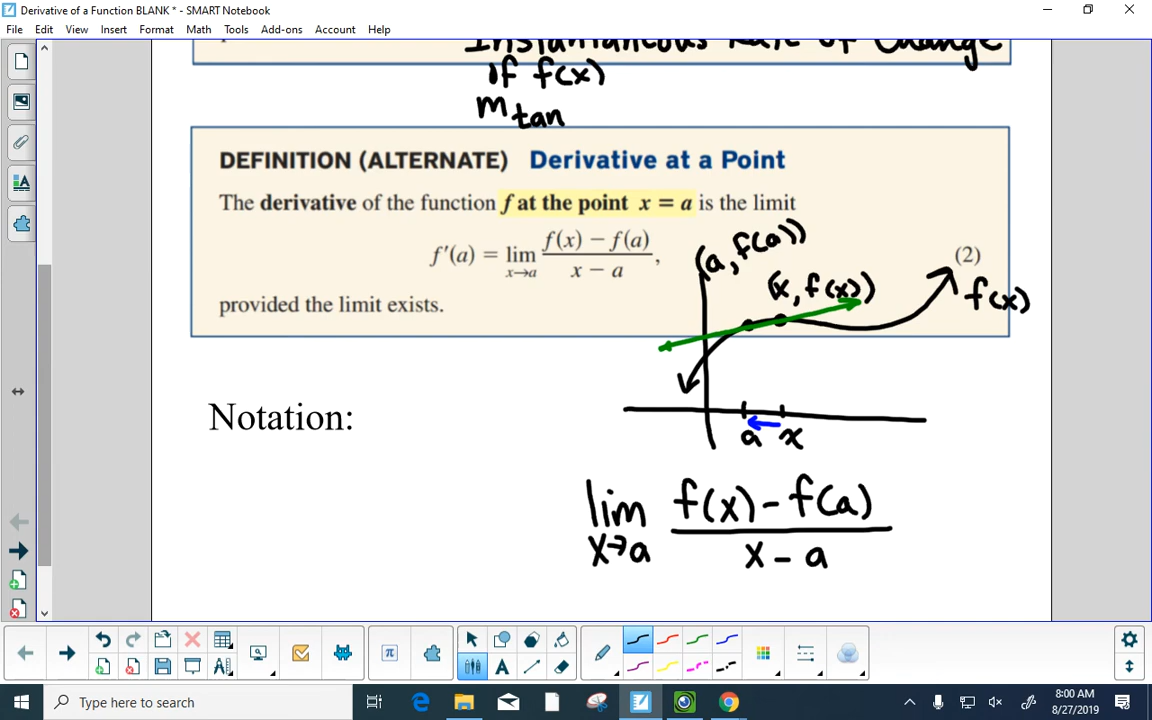 Derivative of a Function BLANK * - SMART Notebook
File Edit View Insert Format Math Tools Add-ons Account Help
Instantaneous Rate of Change
of f(x)
m tan
DEFINITION (ALTERNATE) Derivative at a Point
The derivative of the function f at the point x = a is the limit
f′(a) = lim x→a f(x) − f(a) / x − a , (2)
provided the limit exists.
(a, f(a))
(x, f(x))
f(x)
Notation:
a x
lim x→a f(x) - f(a) / x - a
Type here to search
8:00 AM
8/27/2019